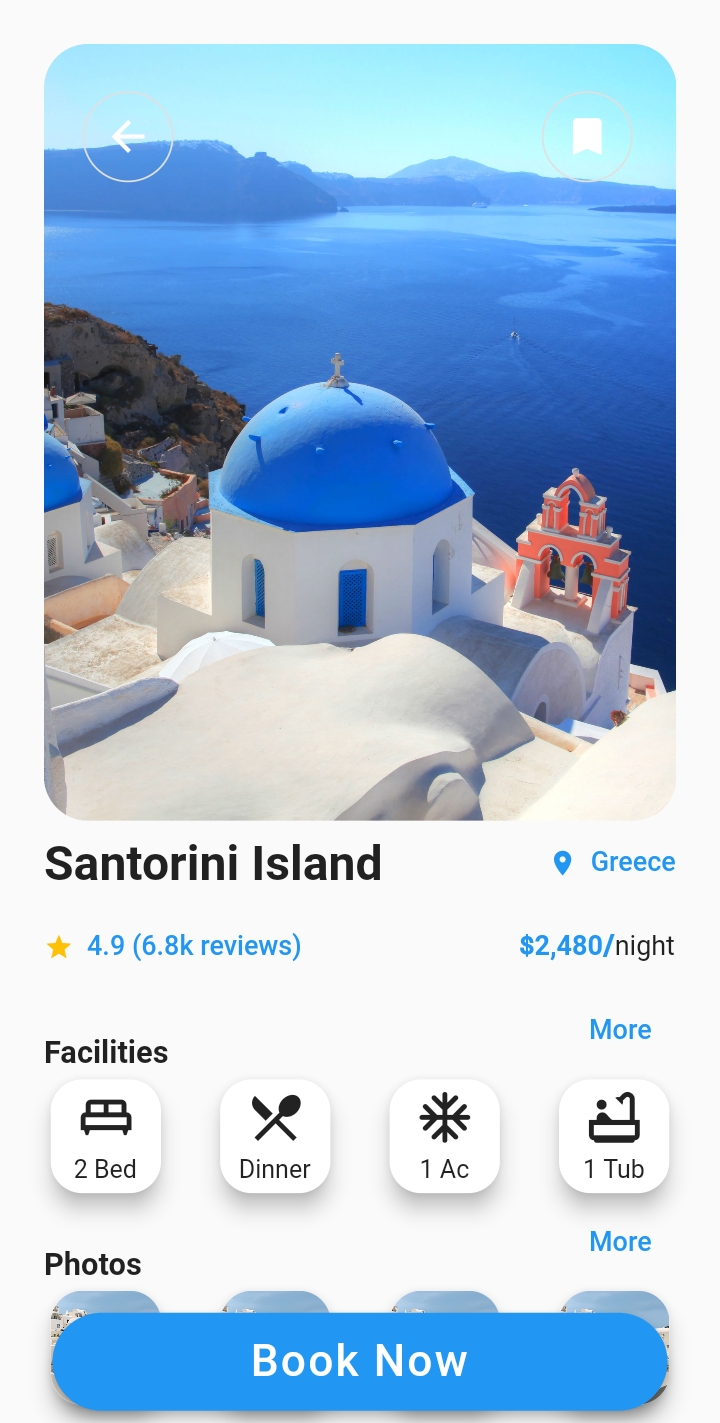 Santorini Island
Greece
4.9 (6.8k reviews)
$2,480/night
More
Facilities
2 Bed
Dinner
1 Ac
1 Tub
More
Photos
Book Now